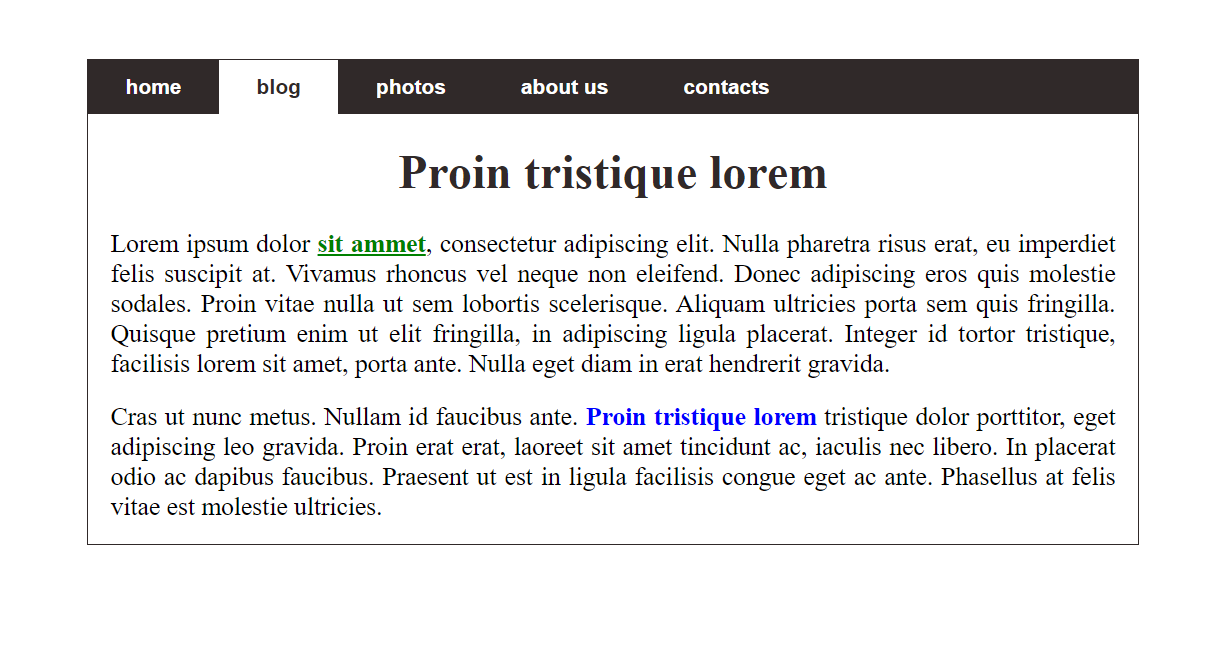 home blog photos about us contacts
Proin tristique lorem
Lorem ipsum dolor sit ammet, consectetur adipiscing elit. Nulla pharetra risus erat, eu imperdiet
felis suscipit at. Vivamus rhoncus vel neque non eleifend. Donec adipiscing eros quis molestie
sodales. Proin vitae nulla ut sem lobortis scelerisque. Aliquam ultricies porta sem quis fringilla.
Quisque pretium enim ut elit fringilla, in adipiscing ligula placerat. Integer id tortor tristique,
facilisis lorem sit amet, porta ante. Nulla eget diam in erat hendrerit gravida.
Cras ut nunc metus. Nullam id faucibus ante. Proin tristique lorem tristique dolor porttitor, eget
adipiscing leo gravida. Proin erat erat, laoreet sit amet tincidunt ac, iaculis nec libero. In placerat
odio ac dapibus faucibus. Praesent ut est in ligula facilisis congue eget ac ante. Phasellus at felis
vitae est molestie ultricies.